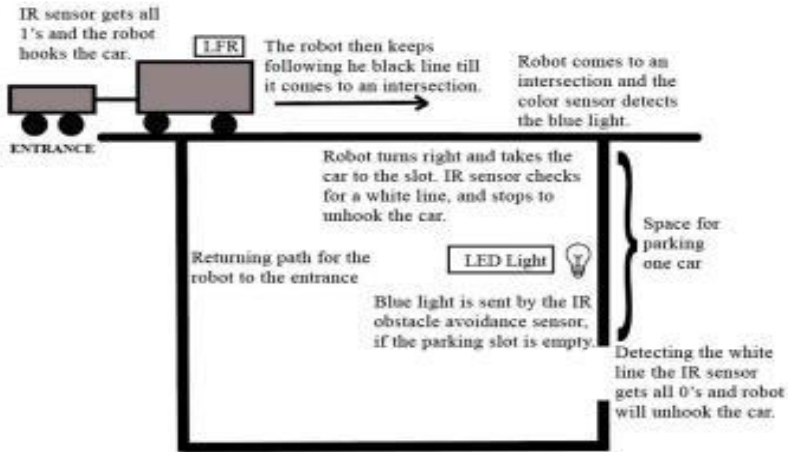 IR sensor gets all
1's and the robot
hooks the car.
LFR
The robot then keeps
following he black line till
it comes to an intersection.
Robot comes to an
intersection and the
color sensor detects
the blue light.
ENTRANCE
Robot turns right and takes the
car to the slot. IR sensor checks
for a white line, and stops to
unhook the car.
Space for
parking
one car
Returning path for the
robot to the entrance
LED Light
Blue light is sent by the IR
obstacle avoidance sensor,
if the parking slot is empty.
Detecting the white
line the IR sensor
gets all 0's and robot
will unhook the car.